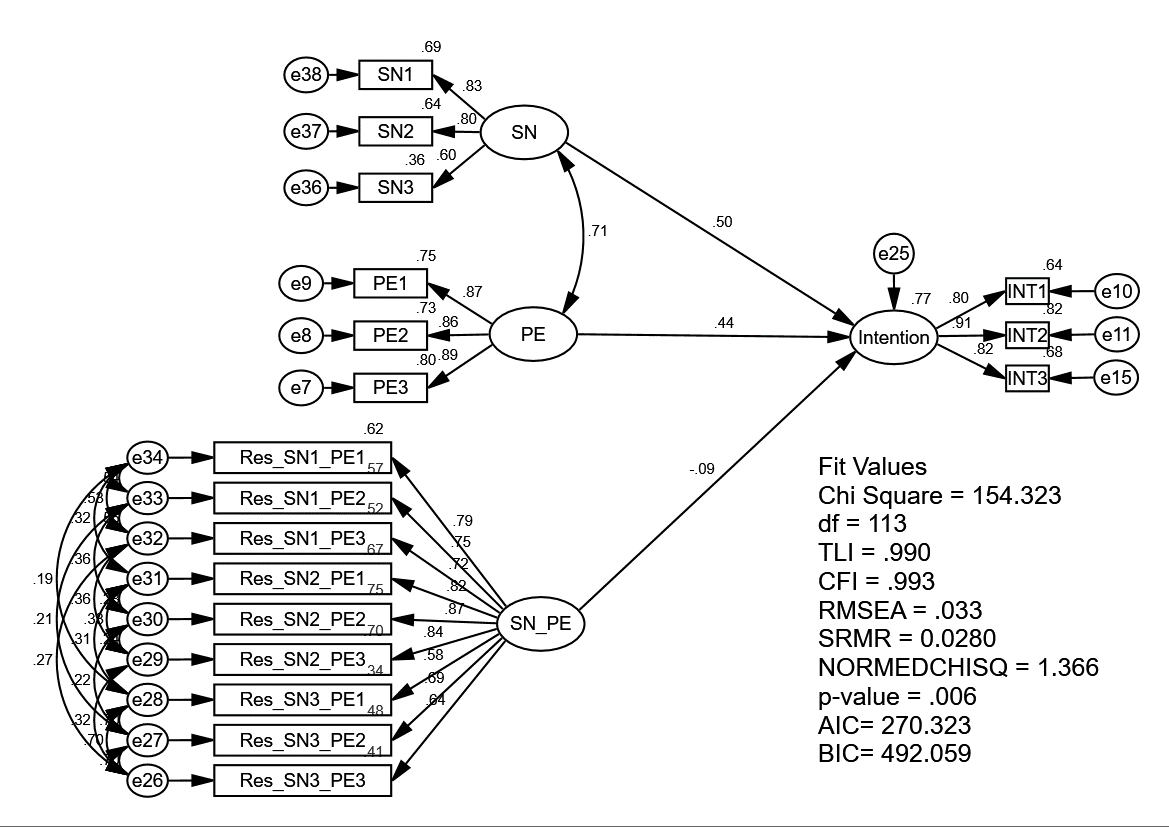 .69
e38
SN1
.83
.64
e37
SN2
.80
SN
.36
.60
e36
SN3
.71
.50
e25
.75
e9
PE1
.87
.73
e8
PE2
.86
PE
.44
.80
.89
e7
PE3
.77
Intention
.64
.80
INT1
e10
.82
.91
INT2
e11
.68
.82
INT3
e15
.62
e34
Res_SN1_PE1
.57
.53
e33
Res_SN1_PE2
.52
.32
e32
Res_SN1_PE3
.67
.36
e31
Res_SN2_PE1
.75
.19
.36
e30
Res_SN2_PE2
.70
.21
.31
e29
Res_SN2_PE3
.34
.27
.22
e28
Res_SN3_PE1
.48
.32
e27
Res_SN3_PE2
.41
.70
e26
Res_SN3_PE3
.79
.75
.72
.82
.87
.84
.58
.69
.64
SN_PE
-.09
Fit Values
Chi Square = 154.323
df = 113
TLI = .990
CFI = .993
RMSEA = .033
SRMR = 0.0280
NORMEDCHISQ = 1.366
p-value = .006
AIC= 270.323
BIC= 492.059